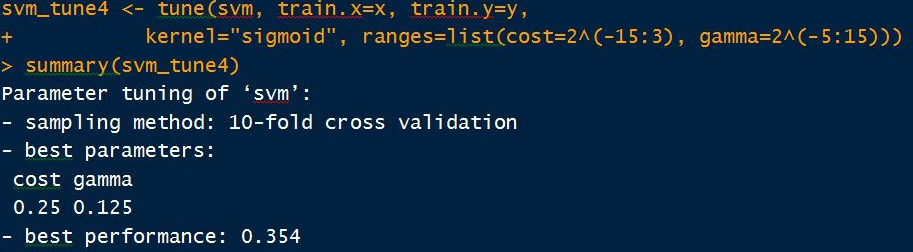 svm_tune4 <- tune(svm, train.x=x, train.y=y,
+ kernel="sigmoid", ranges=list(cost=2^(-15:3), gamma=2^(-5:15)))
> summary(svm_tune4)
Parameter tuning of ‘svm’:
- sampling method: 10-fold cross validation
- best parameters:
cost gamma
0.25 0.125
- best performance: 0.354